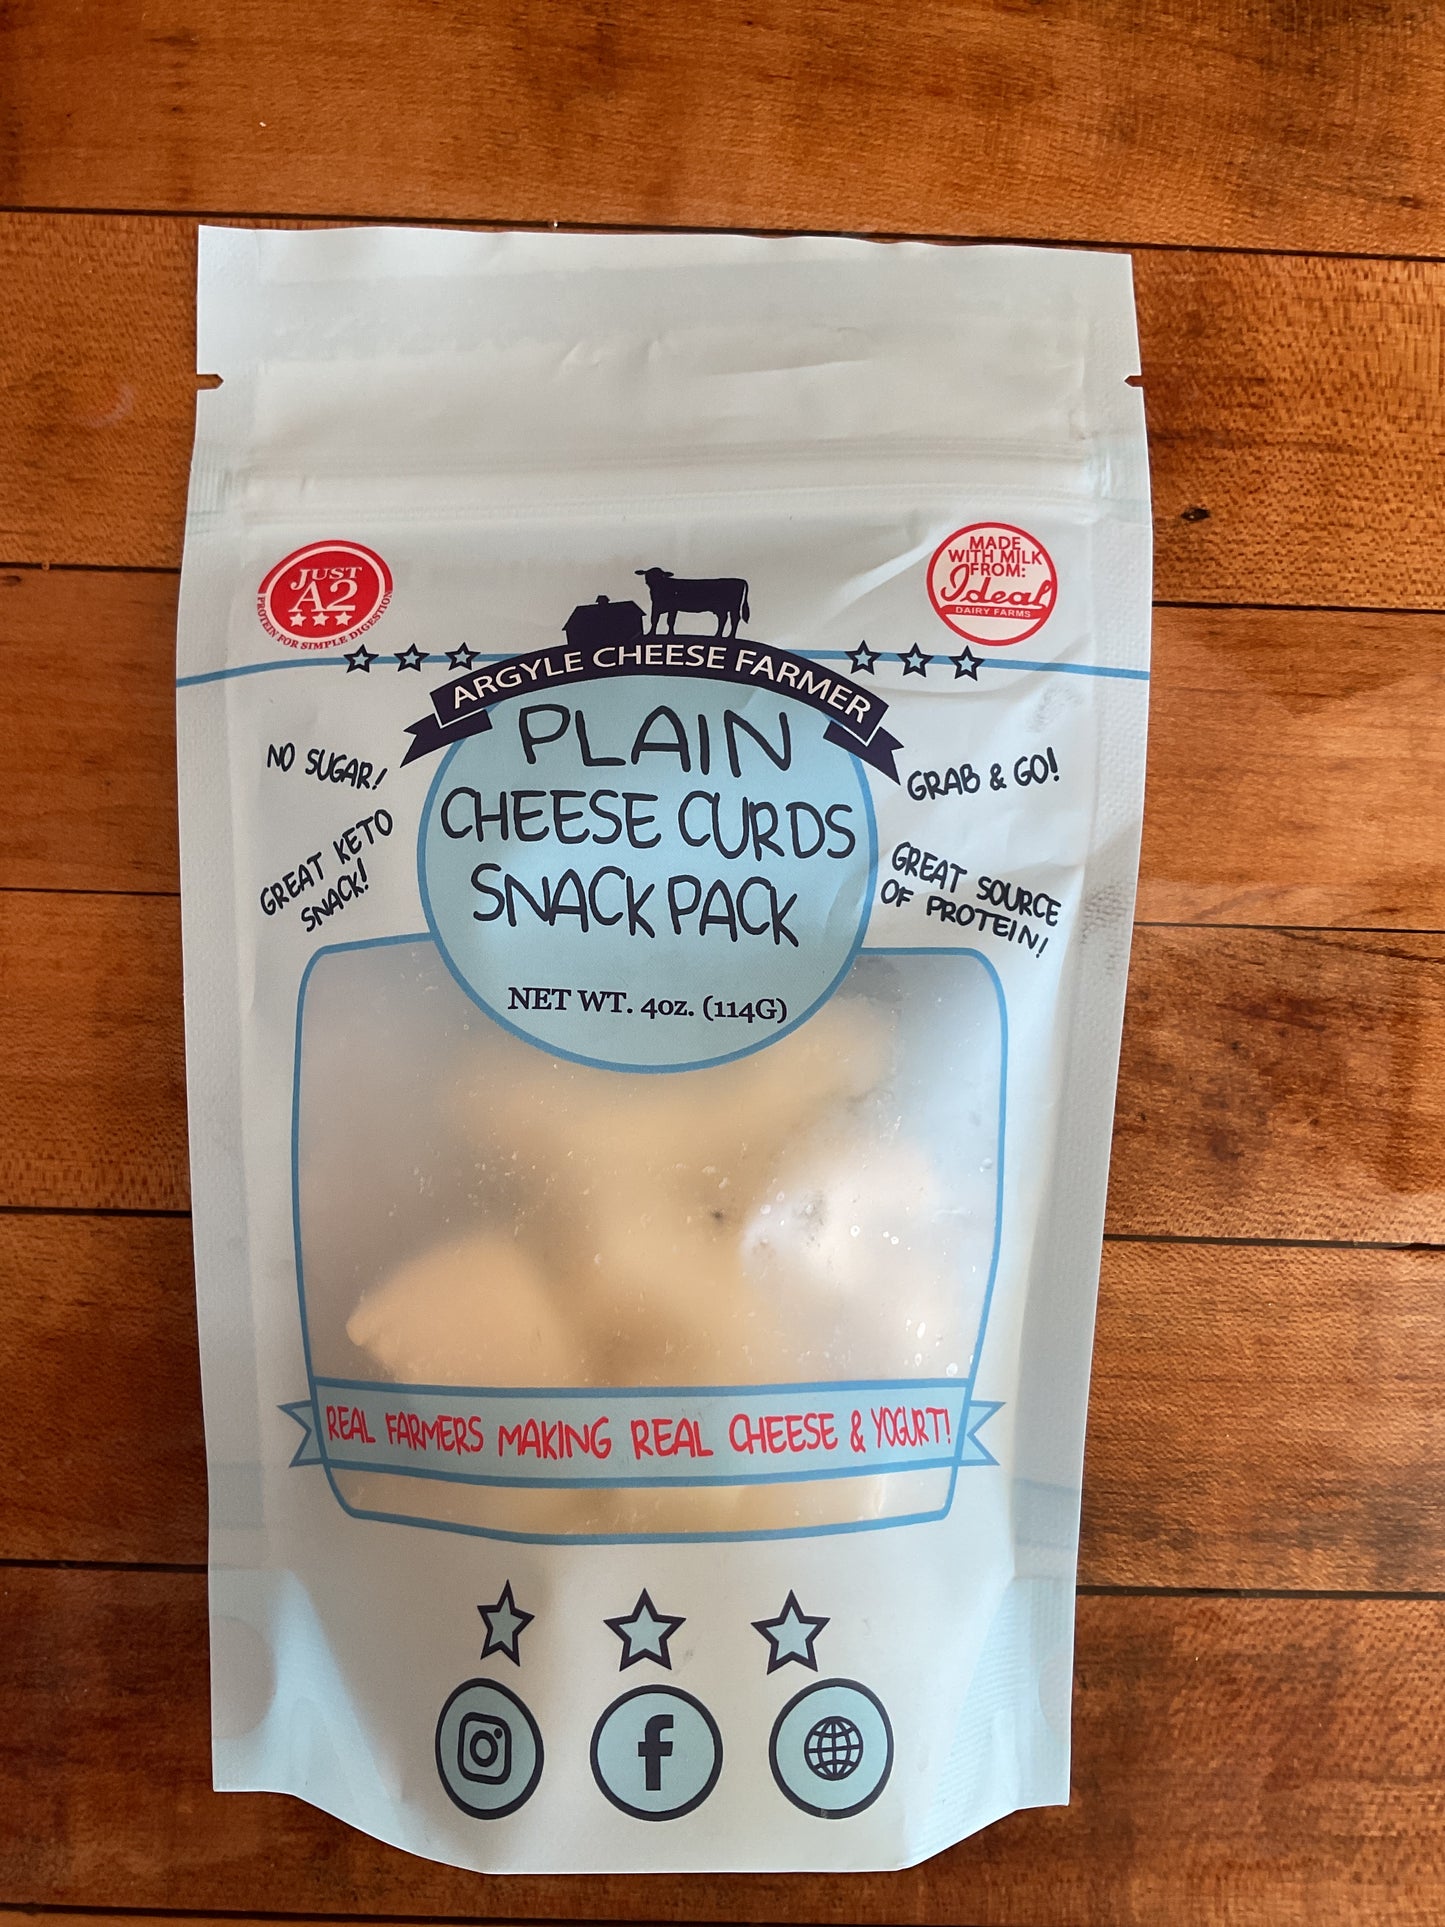 JUST
A2
PROTEIN FOR SIMPLE DIGESTION
MADE
WITH MILK
FROM:
Ideal
DAIRY FARMS
ARGYLE CHEESE FARMER
PLAIN
CHEESE CURDS
SNACK PACK
NET WT. 4oz. (114G)
NO SUGAR!
GREAT KETO
SNACK!
GRAB & GO!
GREAT SOURCE
OF PROTEIN!
REAL FARMERS MAKING REAL CHEESE & YOGURT!